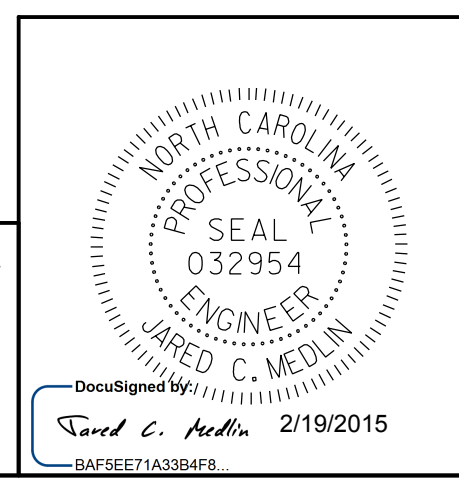 NORTH CAROLINA
PROFESSIONAL
SEAL
032954
ENGINEER
JARED C. MEDLIN
DocuSigned by:
Jared C. Medlin 2/19/2015
BAF5EE71A33B4F8...